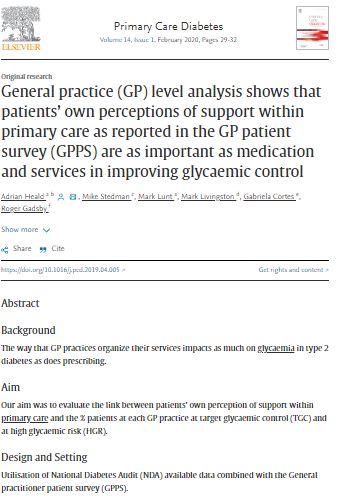 Primary Care Diabetes
Volume 14, Issue 1, February 2020, Pages 29-32
ELSEVIER
Original research
General practice (GP) level analysis shows that
patients' own perceptions of support within
primary care as reported in the GP patient
survey (GPPS) are as important as medication
and services in improving glycaemic control
Adrian Heald a b, Mike Stedman c, Mark Lunt a, Mark Livingston d, Gabriela Cortes e,
Roger Gadsby f
Show more
Share Cite
https://doi.org/10.1016/j.pcd.2019.04.005 Get rights and content
Abstract
Background
The way that GP practices organize their services impacts as much on glycaemia in type 2
diabetes as does prescribing.
Aim
Our aim was to evaluate the link between patients' own perception of support within
primary care and the % patients at each GP practice at target glycaemic control (TGC) and
at high glycaemic risk (HGR).
Design and Setting
Utilisation of National Diabetes Audit (NDA) available data combined with the General
practitioner patient survey (GPPS).